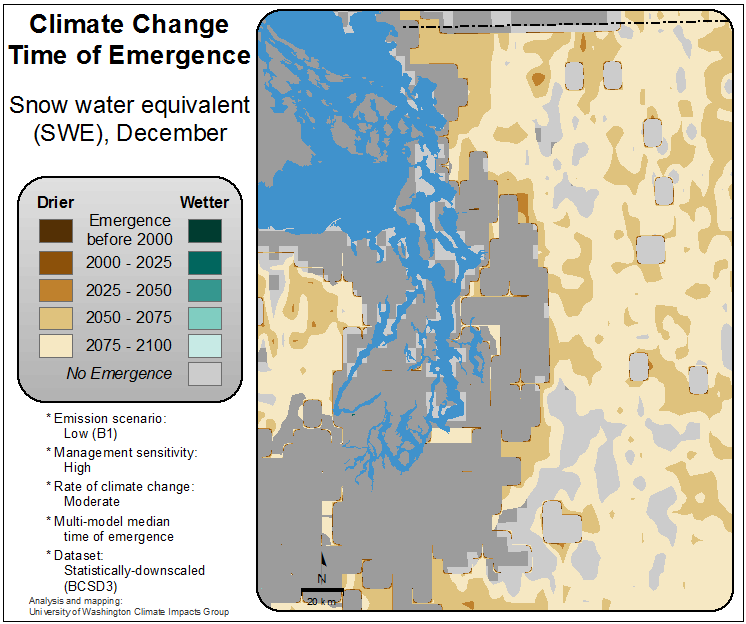 Climate Change
Time of Emergence
Snow water equivalent
(SWE), December
Drier
Wetter
Emergence
before 2000
2000 - 2025
2025 - 2050
2050 - 2075
2075 - 2100
No Emergence
* Emission scenario:
Low (B1)
* Management sensitivity:
High
* Rate of climate change:
Moderate
* Multi-model median
time of emergence
* Dataset:
Statistically-downscaled
(BCSD3)
Analysis and mapping:
University of Washington Climate Impacts Group
N
20 km